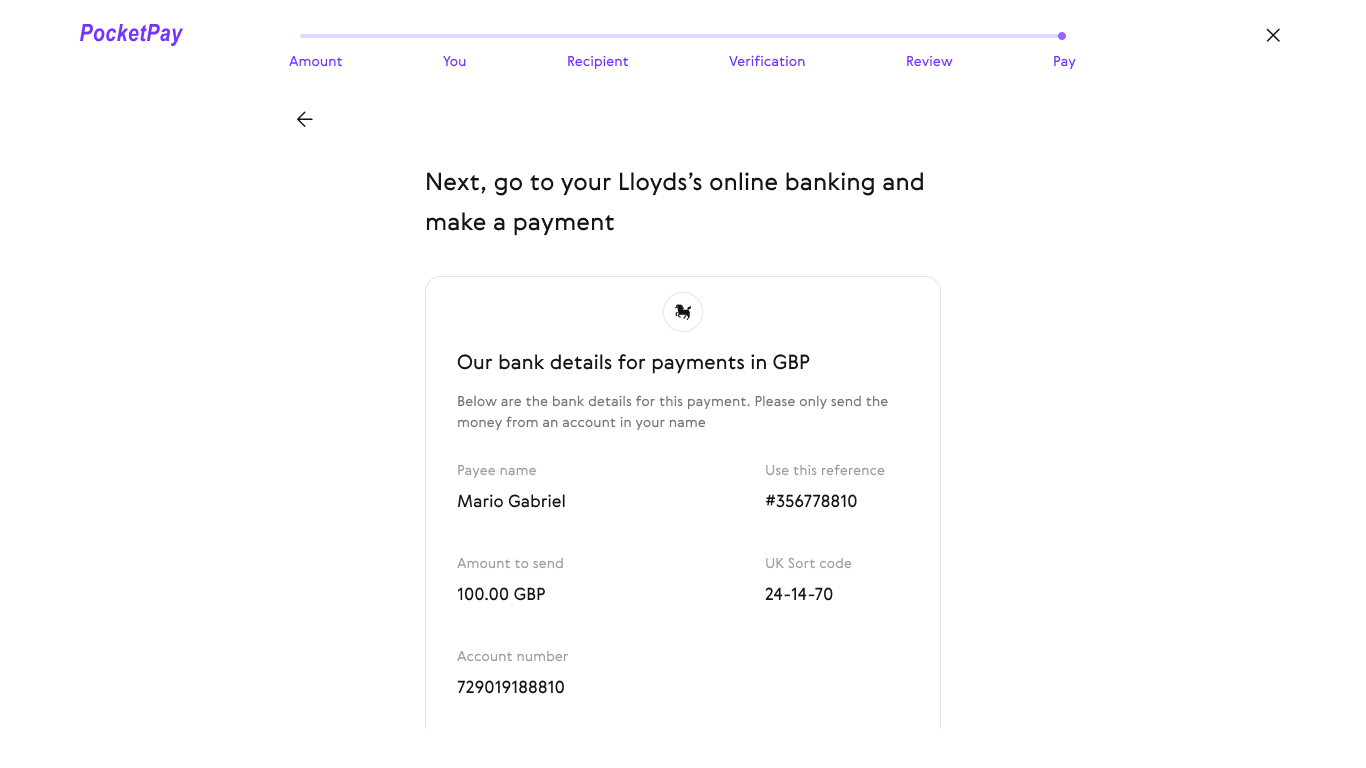 PocketPay
Amount
You
Recipient
Verification
Review
Pay
Next, go to your Lloyds’s online banking and
make a payment
Our bank details for payments in GBP
Below are the bank details for this payment. Please only send the
money from an account in your name
Payee name
Use this reference
Mario Gabriel
#356778810
Amount to send
UK Sort code
100.00 GBP
24-14-70
Account number
729019188810